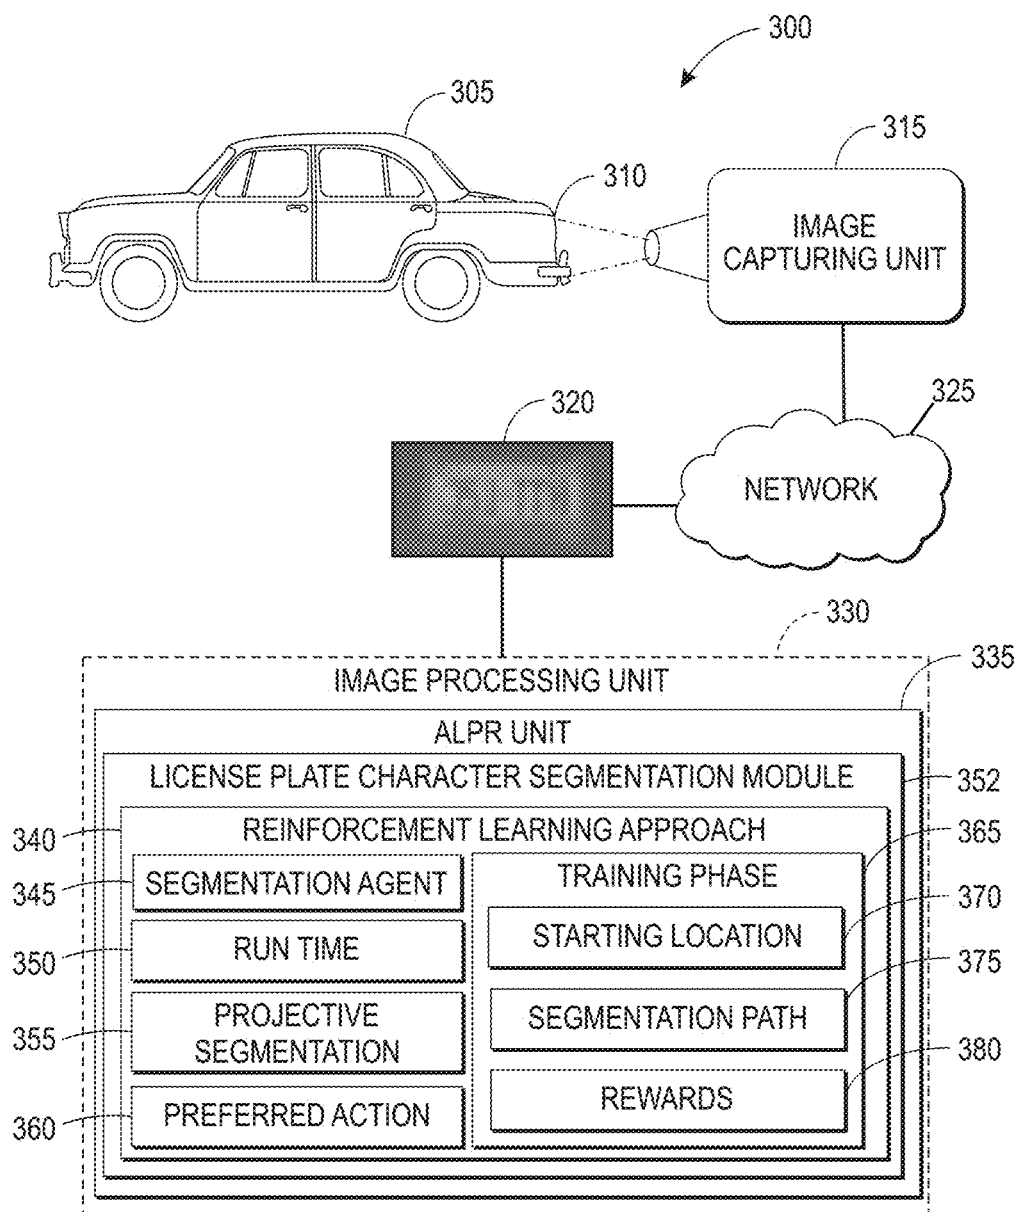 300
305
310
315
IMAGE
CAPTURING UNIT
320
325
NETWORK
330
IMAGE PROCESSING UNIT
335
ALPR UNIT
LICENSE PLATE CHARACTER SEGMENTATION MODULE
352
340
REINFORCEMENT LEARNING APPROACH
365
345
SEGMENTATION AGENT
TRAINING PHASE
370
STARTING LOCATION
350
RUN TIME
375
SEGMENTATION PATH
355
PROJECTIVE
SEGMENTATION
380
REWARDS
360
PREFERRED ACTION